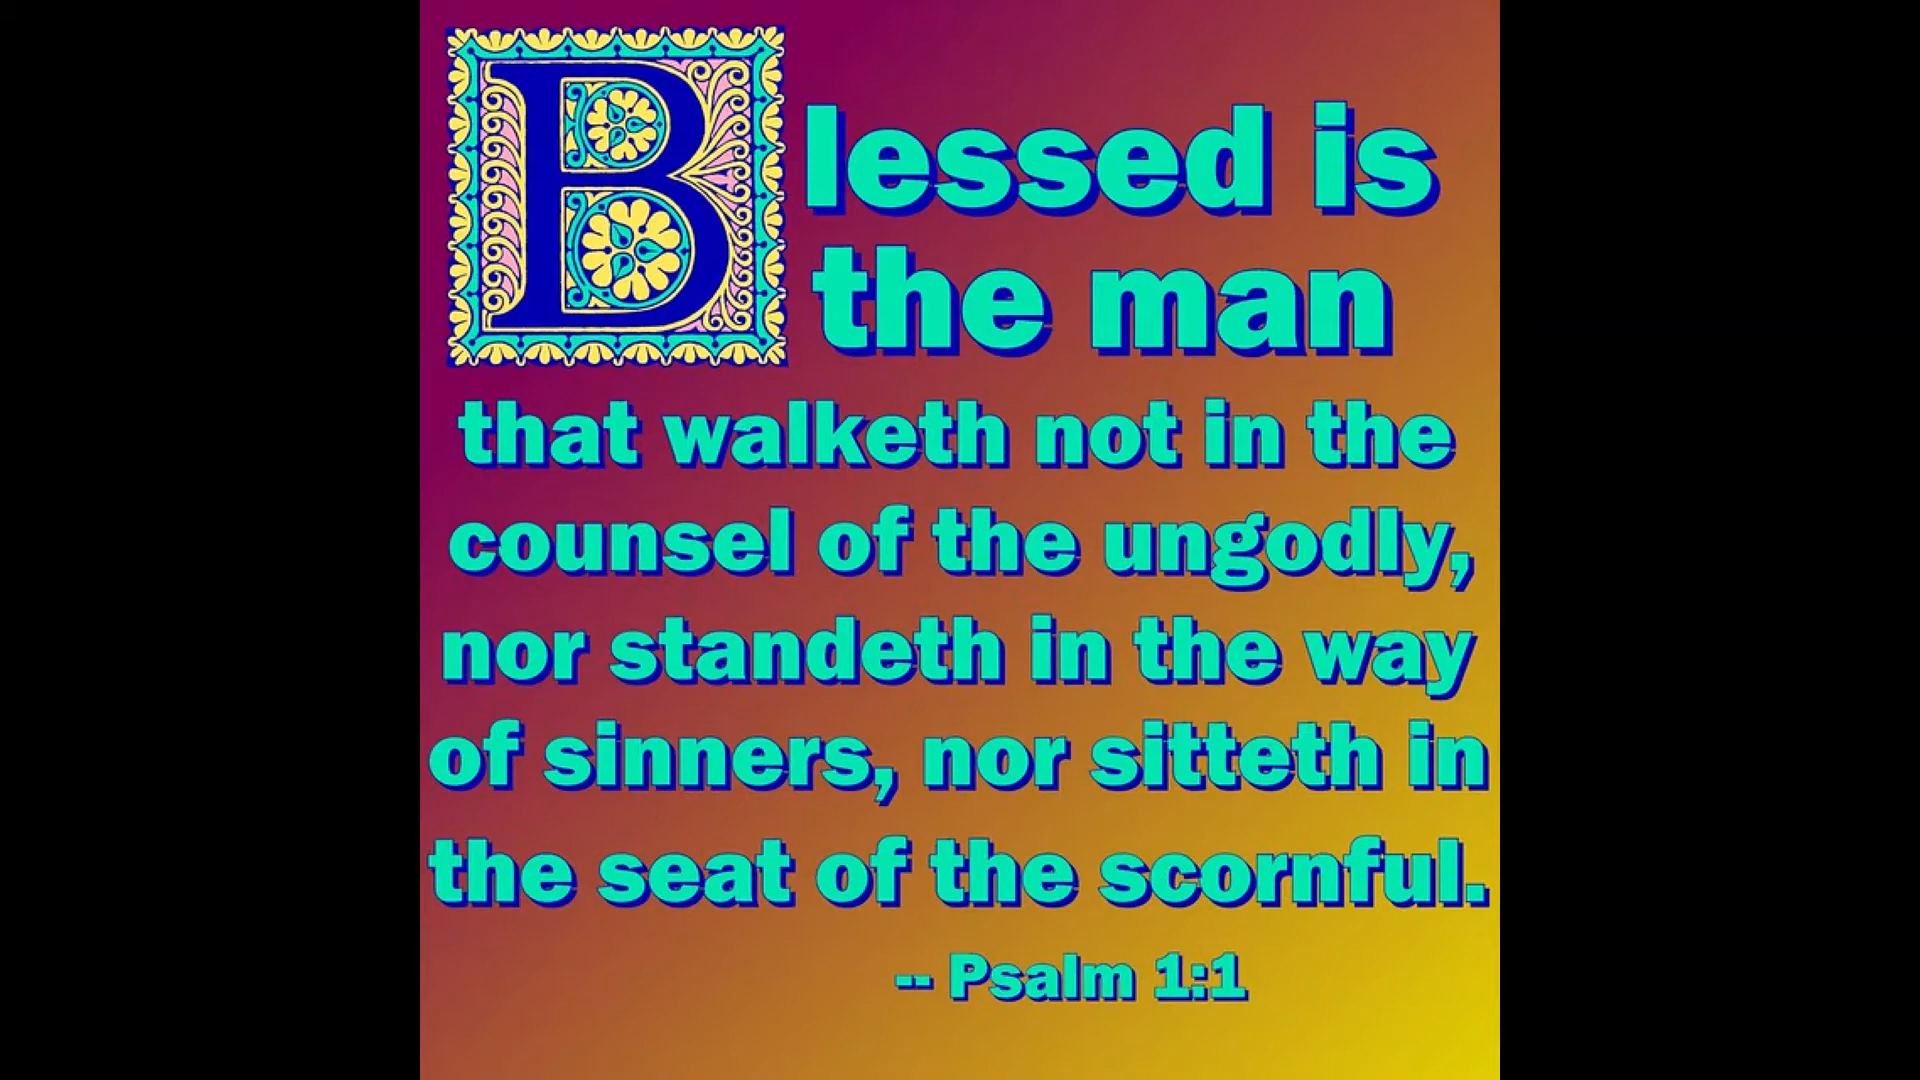 Blessed is
the man
that walketh not in the
counsel of the ungodly,
nor standeth in the way
of sinners, nor sitteth in
the seat of the scornful.
-- Psalm 1:1